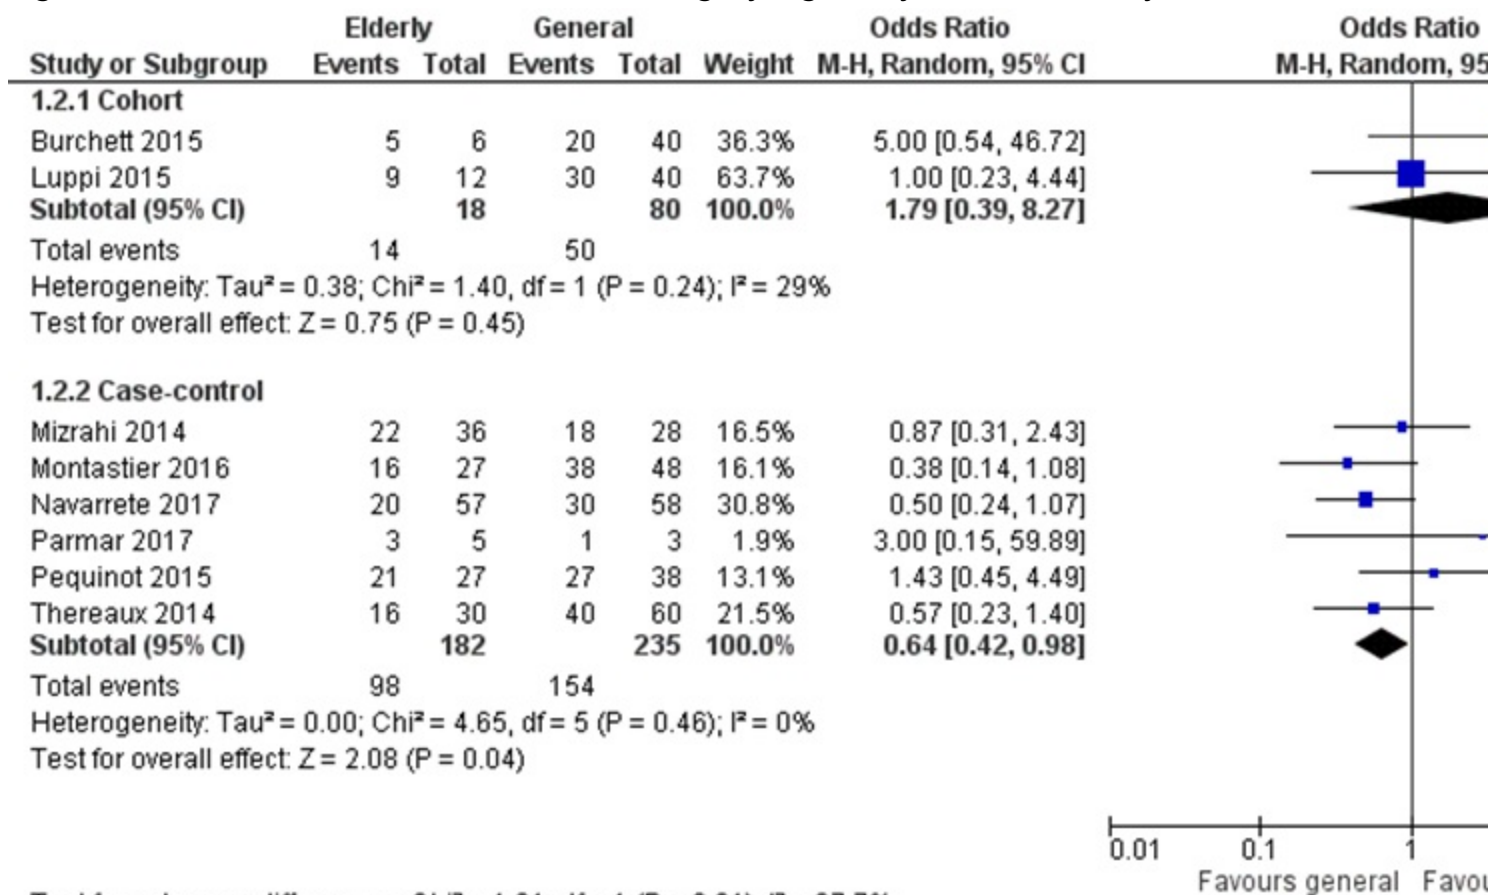 Elderly General Odds Ratio Odds Ratio
Study or Subgroup Events Total Events Total Weight M-H, Random, 95% CI M-H, Random, 95
1.2.1 Cohort
Burchett 2015 5 6 20 40 36.3% 5.00 [0.54, 46.72]
Luppi 2015 9 12 30 40 63.7% 1.00 [0.23, 4.44]
Subtotal (95% CI) 18 80 100.0% 1.79 [0.39, 8.27]
Total events 14 50
Heterogeneity: Tau² = 0.38; Chi² = 1.40, df = 1 (P = 0.24); I² = 29%
Test for overall effect: Z = 0.75 (P = 0.45)
1.2.2 Case-control
Mizrahi 2014 22 36 18 28 16.5% 0.87 [0.31, 2.43]
Montastier 2016 16 27 38 48 16.1% 0.38 [0.14, 1.08]
Navarrete 2017 20 57 30 58 30.8% 0.50 [0.24, 1.07]
Parmar 2017 3 5 1 3 1.9% 3.00 [0.15, 59.89]
Pequinot 2015 21 27 27 38 13.1% 1.43 [0.45, 4.49]
Thereaux 2014 16 30 40 60 21.5% 0.57 [0.23, 1.40]
Subtotal (95% CI) 182 235 100.0% 0.64 [0.42, 0.98]
Total events 98 154
Heterogeneity: Tau² = 0.00; Chi² = 4.65, df = 5 (P = 0.46); I² = 0%
Test for overall effect: Z = 2.08 (P = 0.04)
0.01 0.1 1
Favours general Favou